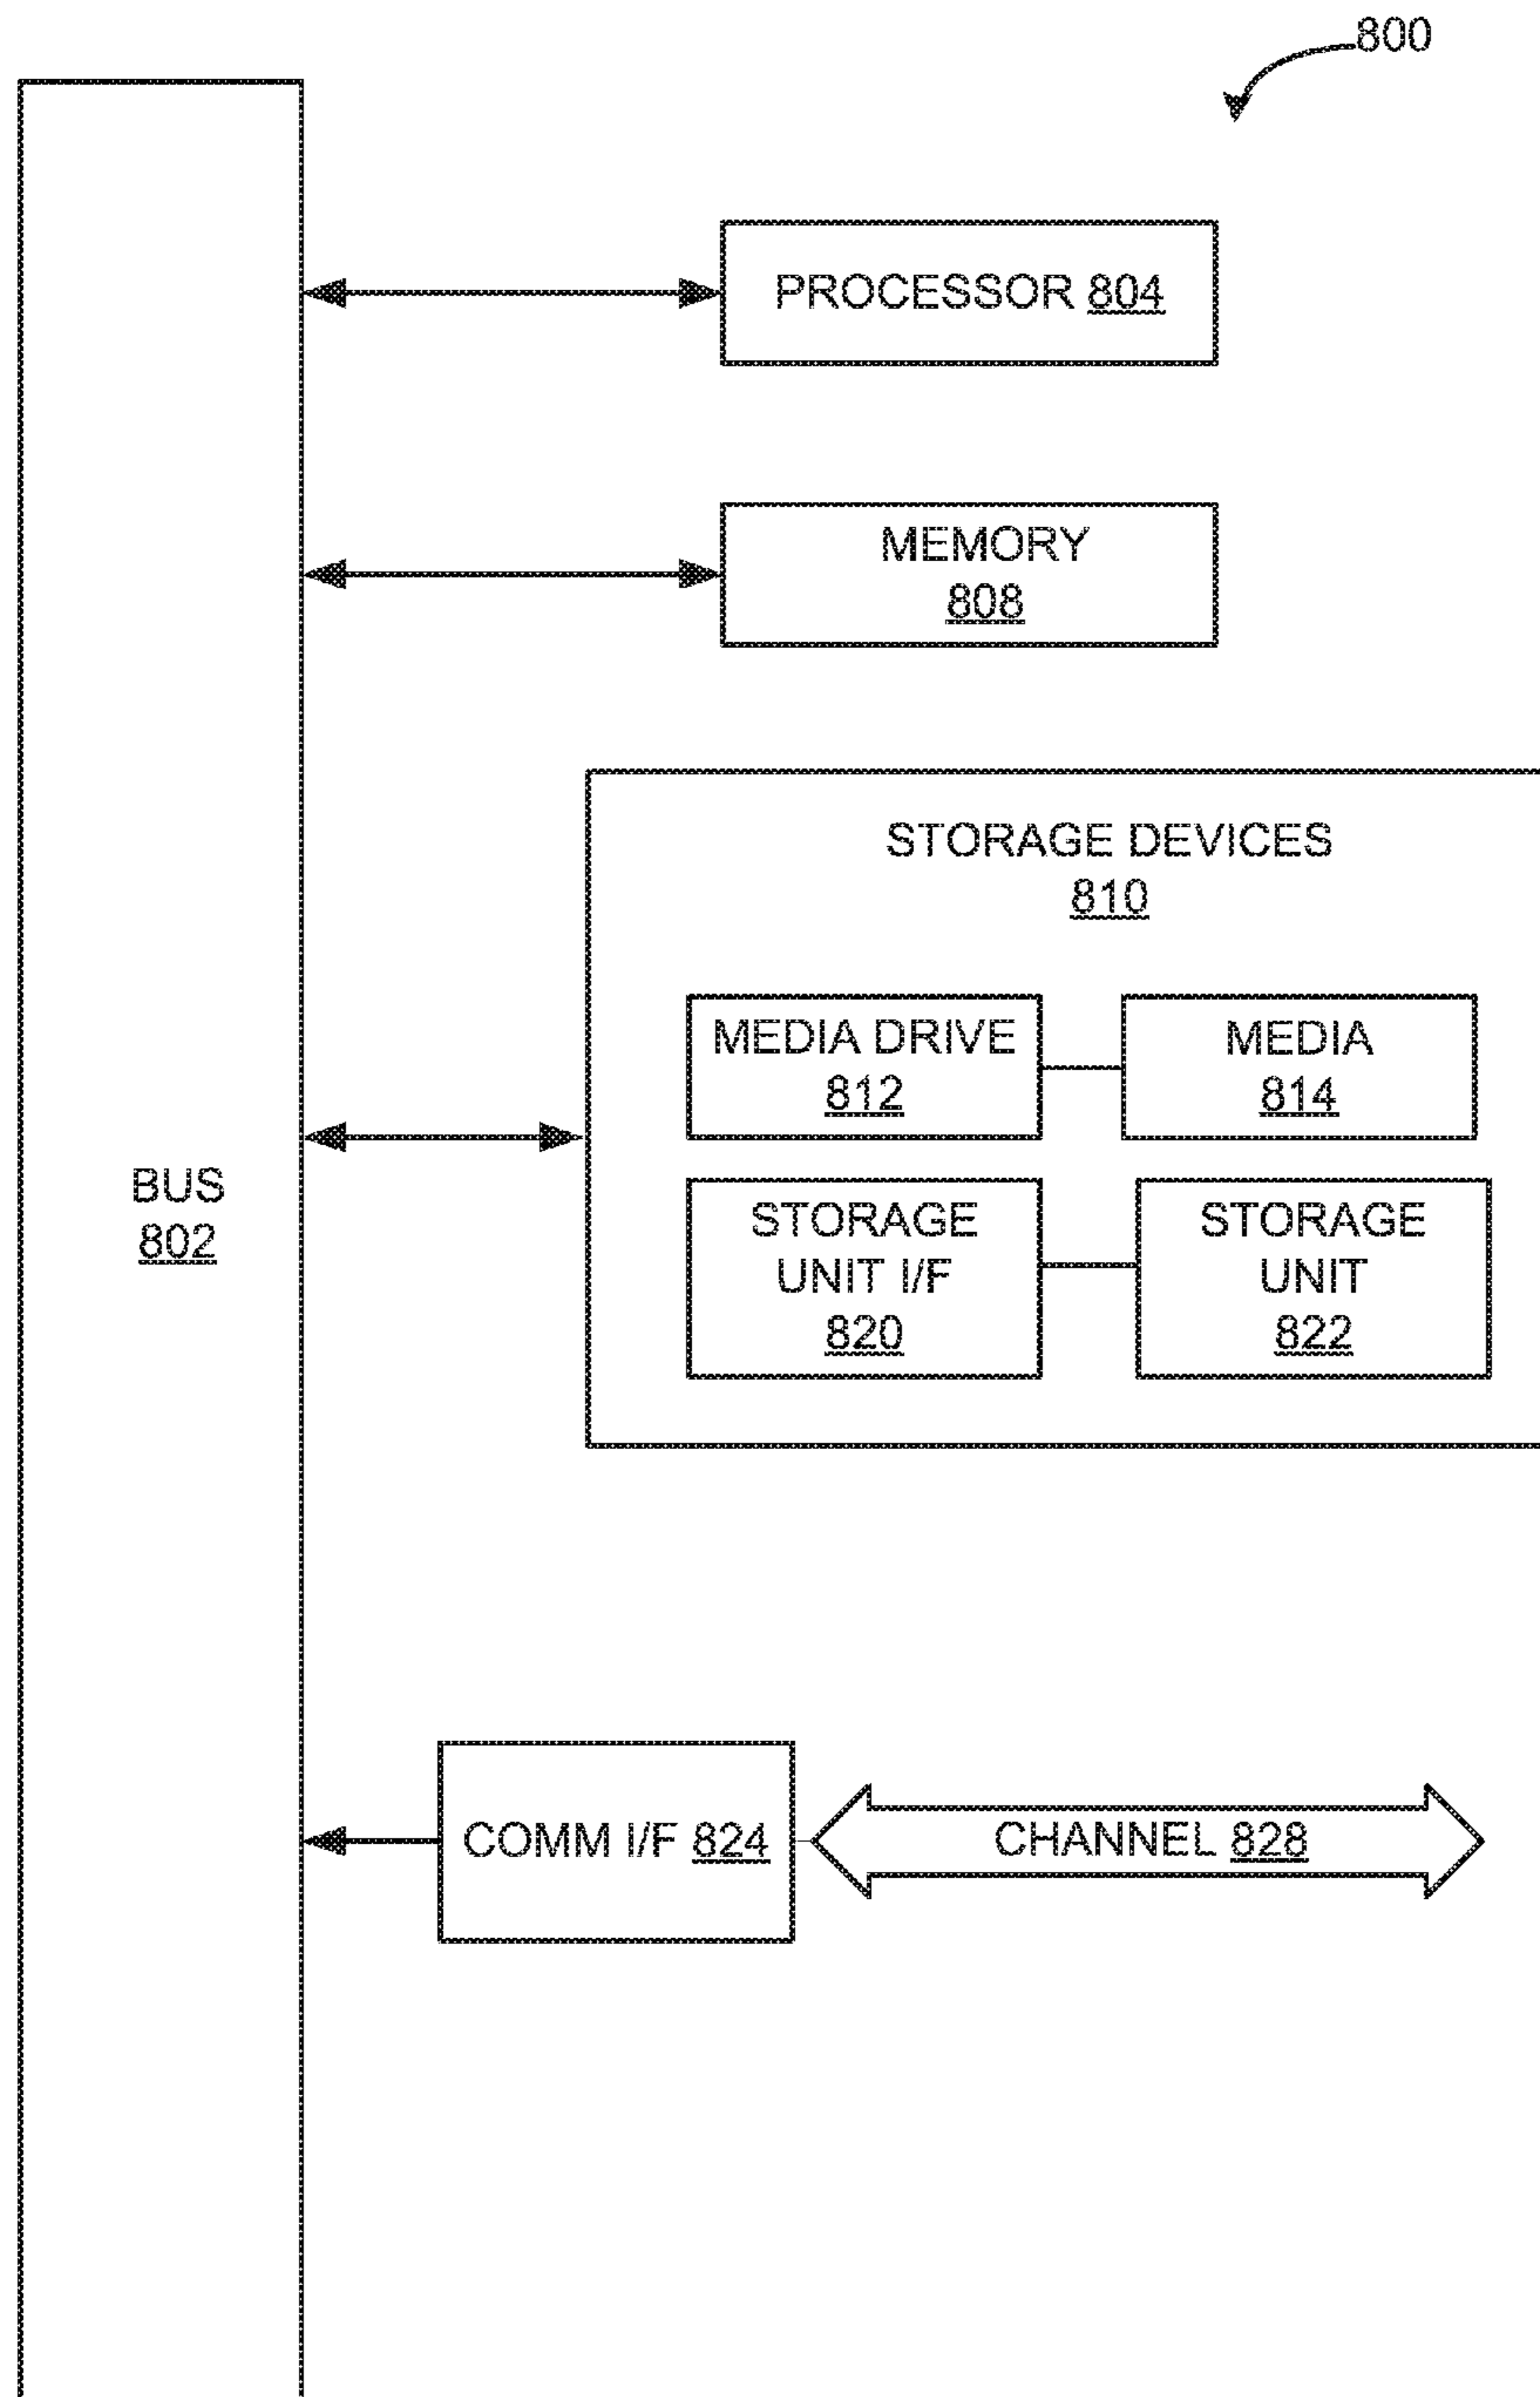 800
PROCESSOR 804
MEMORY
808
STORAGE DEVICES
810
MEDIA DRIVE
812
MEDIA
814
BUS
802
STORAGE
UNIT I/F
820
STORAGE
UNIT
822
COMM I/F 824
CHANNEL 828